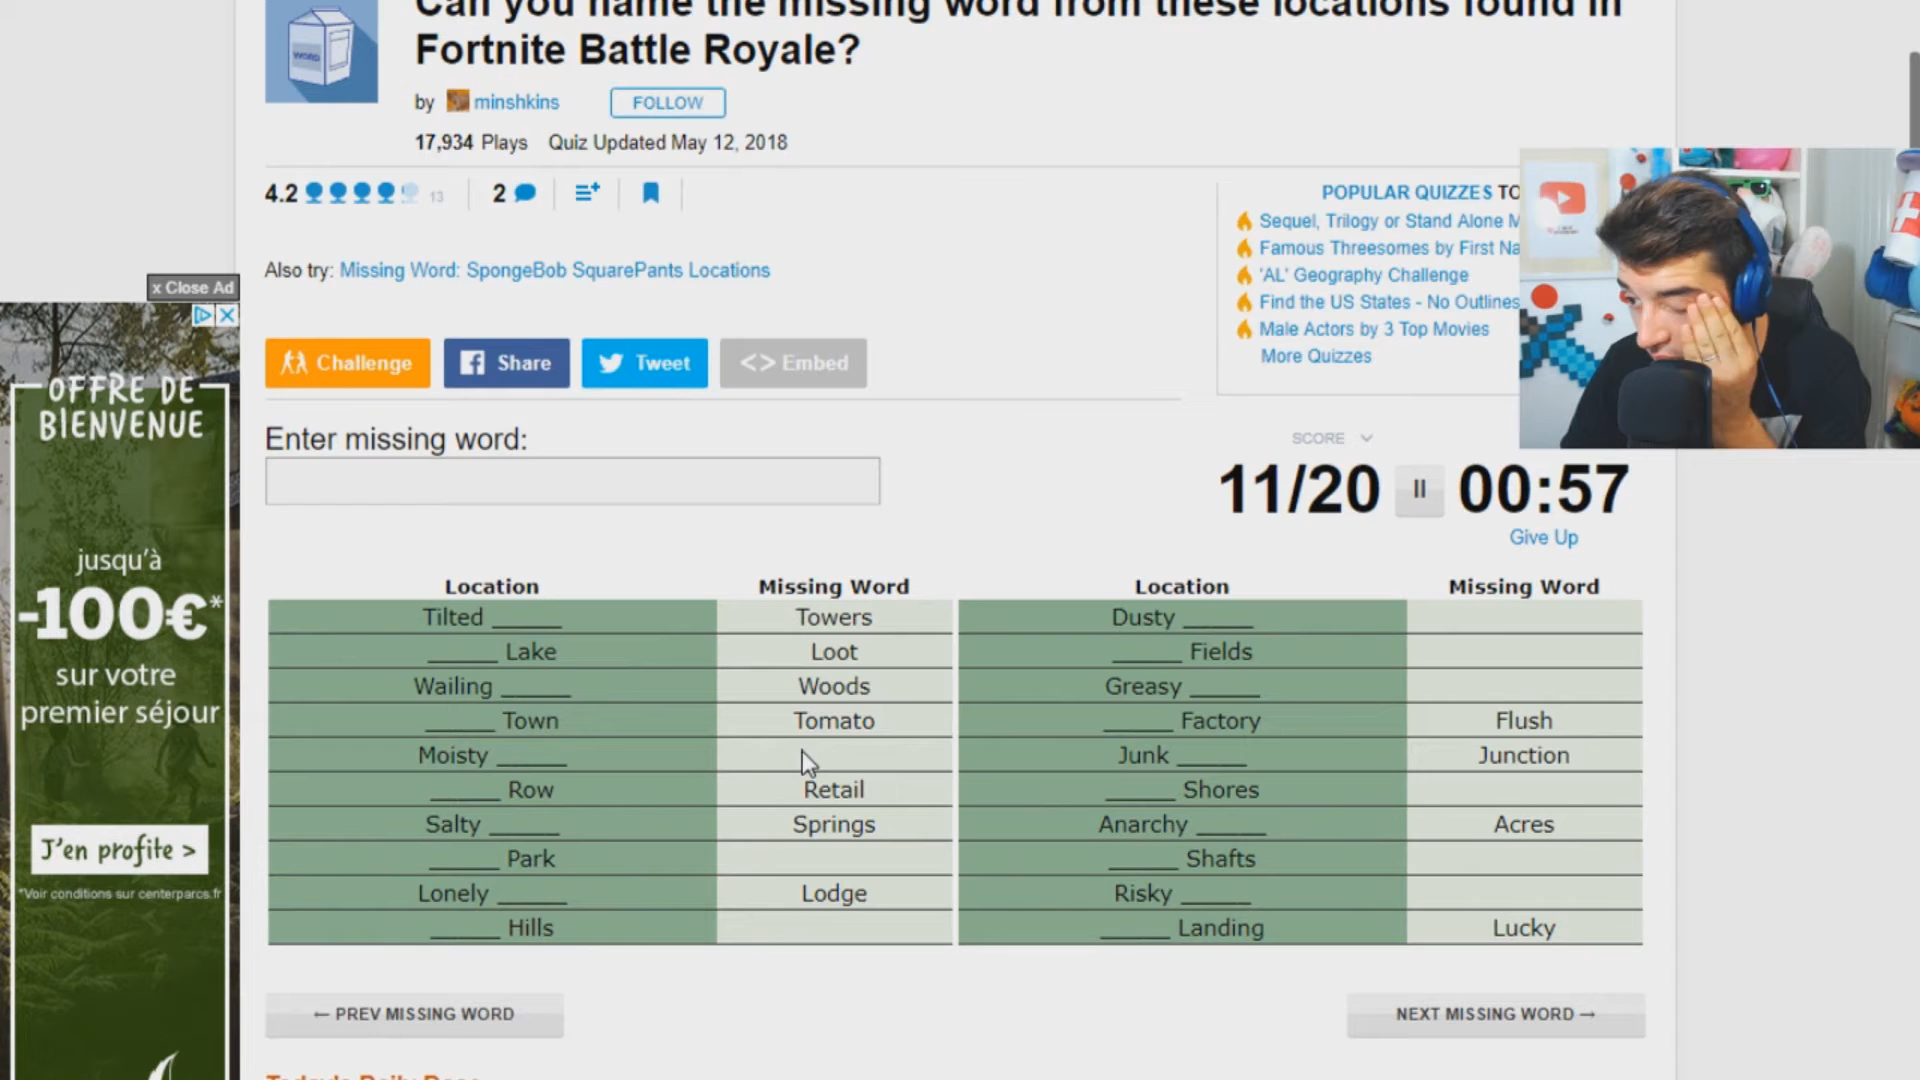 Can you name the missing word from these locations found in
Fortnite Battle Royale?
WORD
by minshkins FOLLOW
17,934 Plays Quiz Updated May 12, 2018
4.2 13 2
POPULAR QUIZZES TO
Sequel, Trilogy or Stand Alone M
Famous Threesomes by First Na
'AL' Geography Challenge
Find the US States - No Outlines
Male Actors by 3 Top Movies
More Quizzes
Also try: Missing Word: SpongeBob SquarePants Locations
x Close Ad
Challenge Share Tweet <> Embed
OFFRE DE
BIENVENUE
jusqu'à
-100€*
sur votre
premier séjour
J'en profite >
*Voir conditions sur centerparcs.fr
Enter missing word:
SCORE
11/20 00:57
Give Up
Location Missing Word Location Missing Word
Tilted ______ Towers Dusty ______
______ Lake Loot ______ Fields
Wailing ______ Woods Greasy ______
______ Town Tomato ______ Factory Flush
Moisty ______ Junk ______ Junction
______ Row Retail ______ Shores
Salty ______ Springs Anarchy ______ Acres
______ Park ______ Shafts
Lonely ______ Lodge Risky ______
______ Hills ______ Landing Lucky
← PREV MISSING WORD NEXT MISSING WORD →